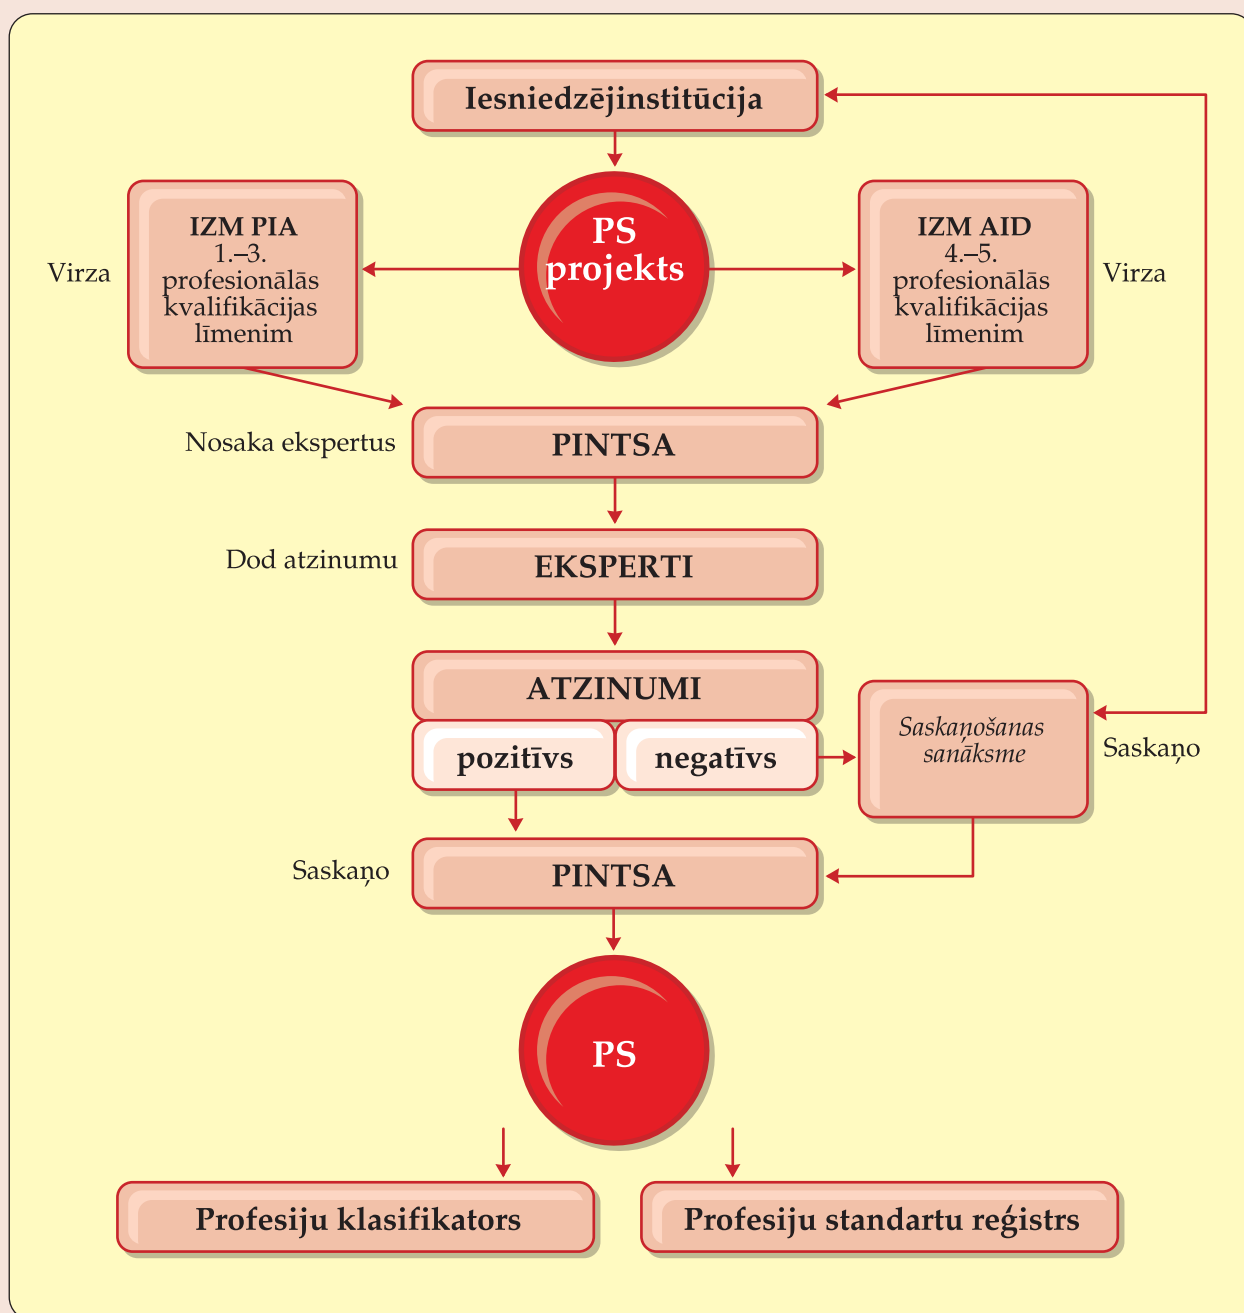 Iesniedzējinstitūcija
PS
projekts
Virza
IZM PIA
1.–3.
profesionālās
kvalifikācijas
līmenim
IZM AID
4.–5.
profesionālās
kvalifikācijas
līmenim
Virza
Nosaka ekspertus
PINTSA
Dod atzinumu
EKSPERTI
ATZINUMI
pozitīvs
negatīvs
Saskaņošanas
sanāksme
Saskaņo
Saskaņo
PINTSA
PS
Profesiju klasifikators
Profesiju standartu reģistrs